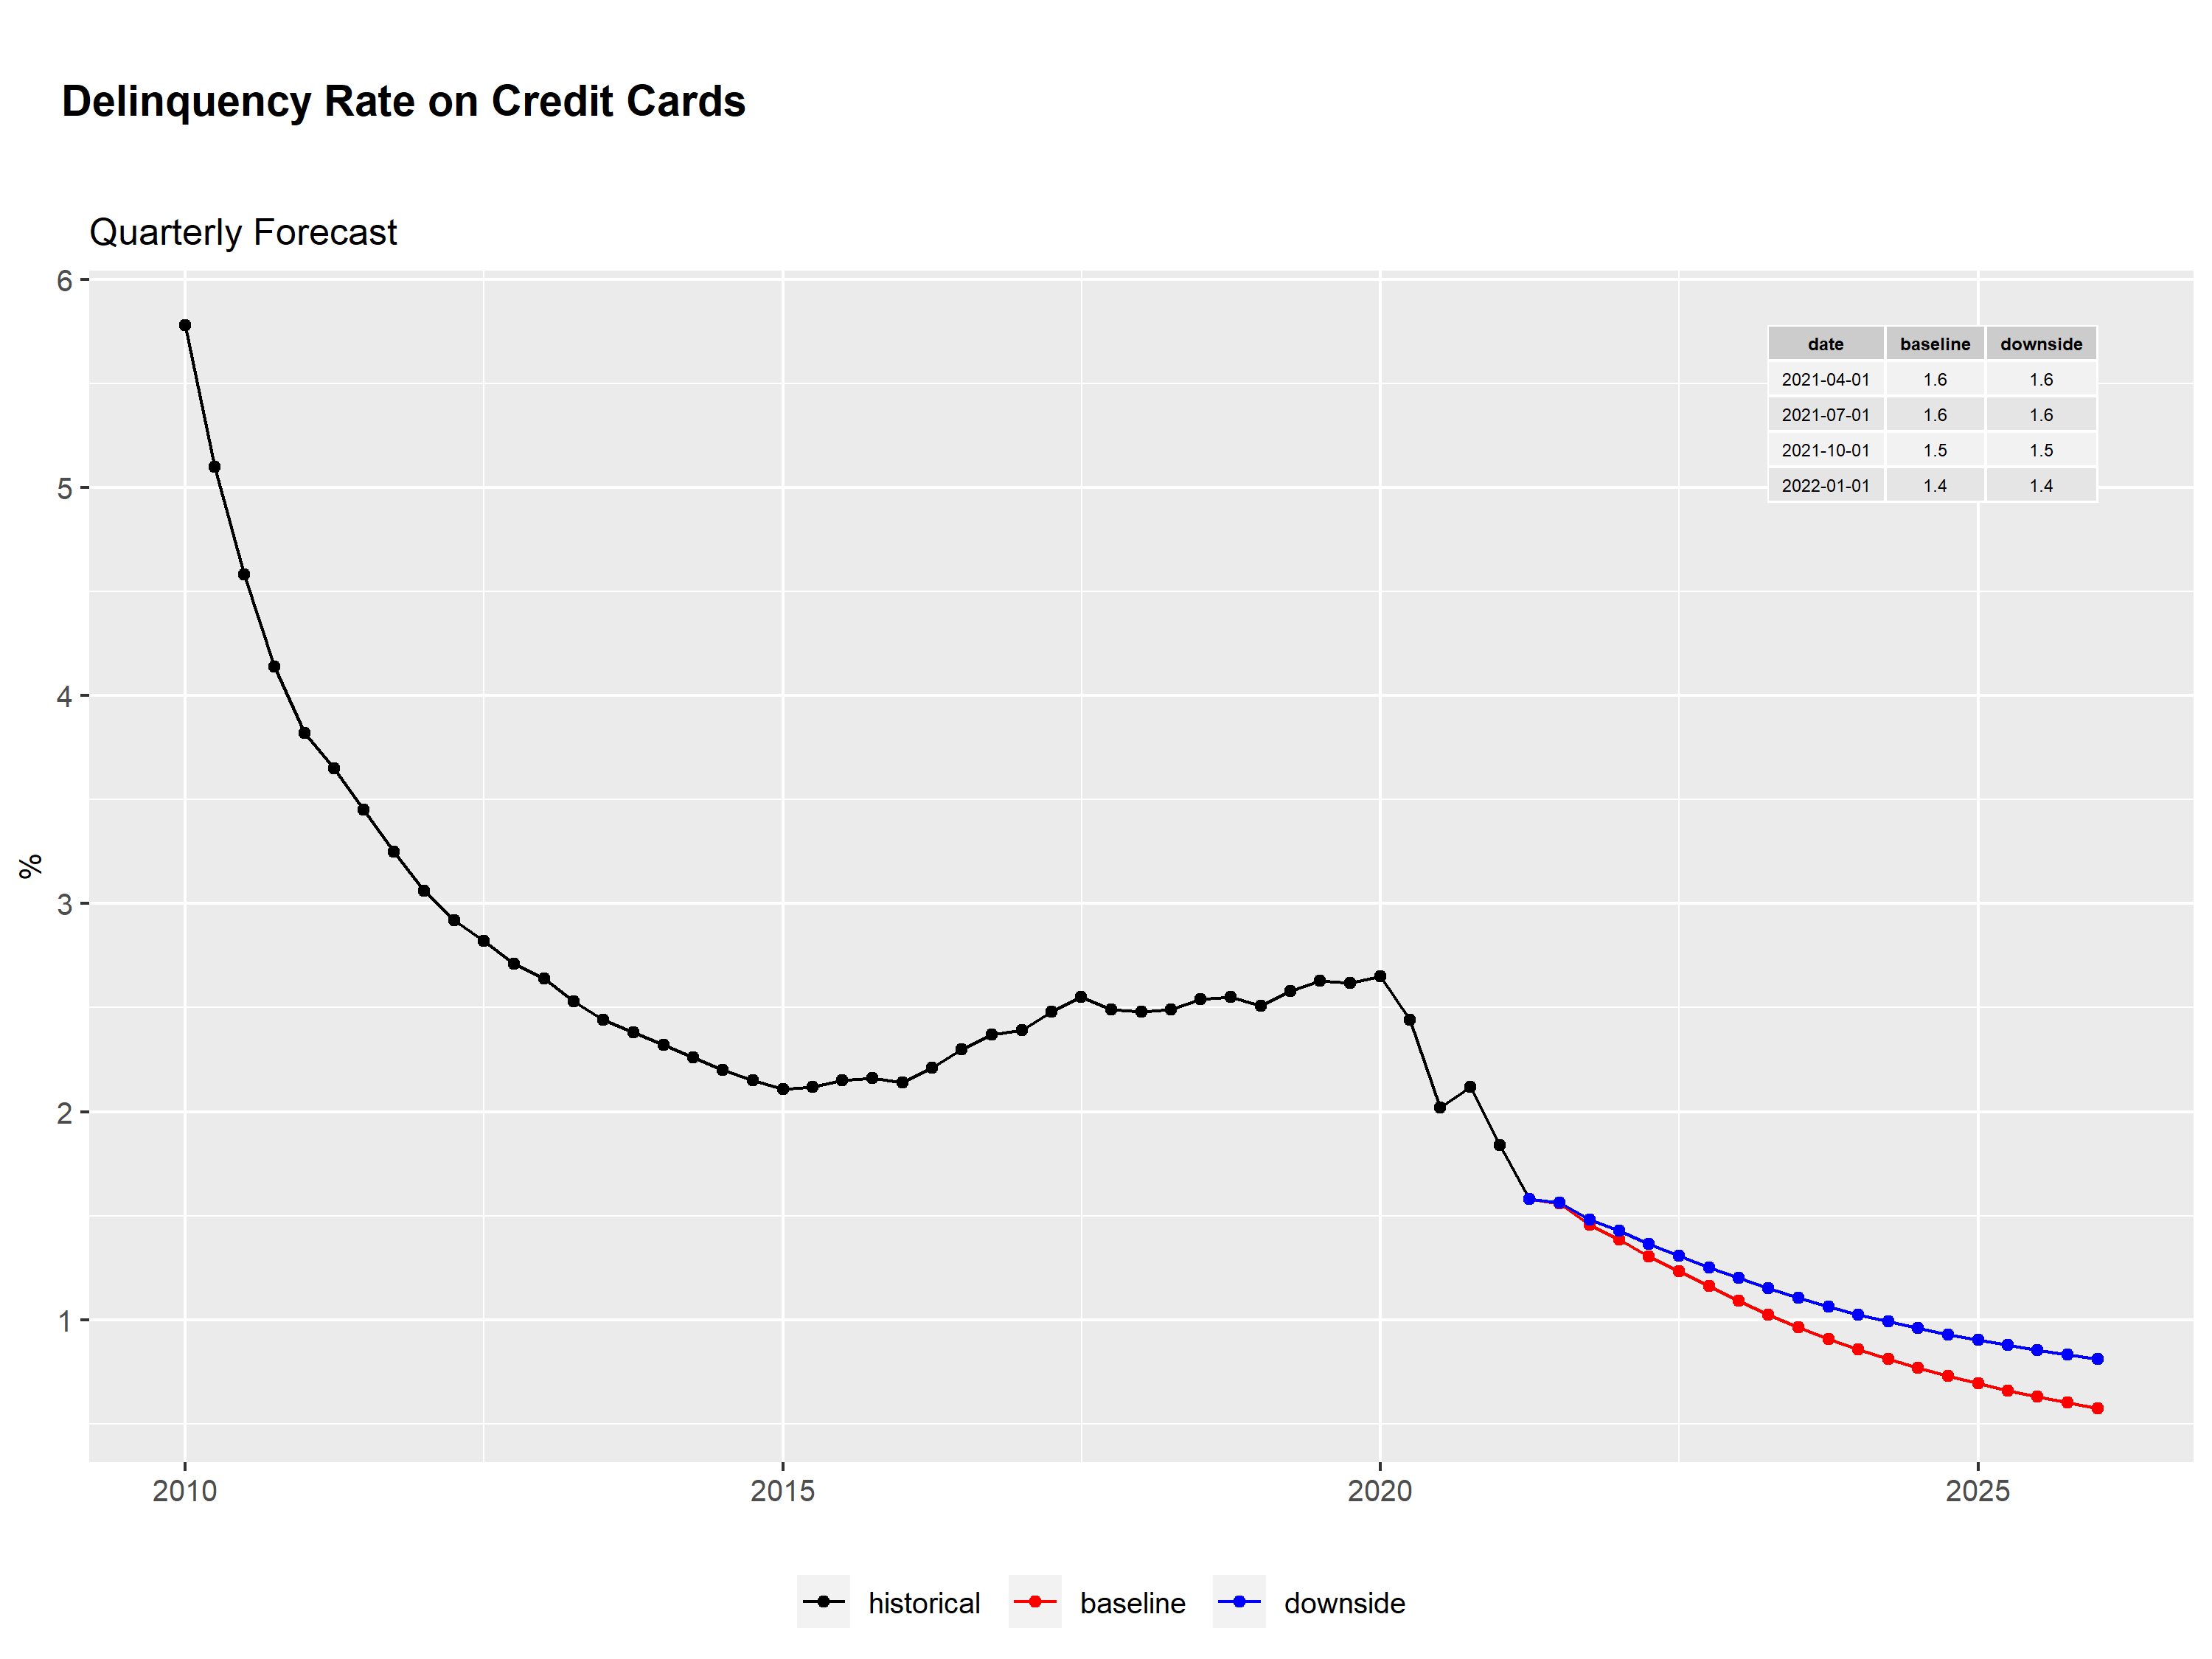 Delinquency Rate on Credit Cards
Quarterly Forecast
6
5
4
3
2
1
%
date baseline downside
2021-04-01 1.6 1.6
2021-07-01 1.6 1.6
2021-10-01 1.5 1.5
2022-01-01 1.4 1.4
2010 2015 2020 2025
historical baseline downside